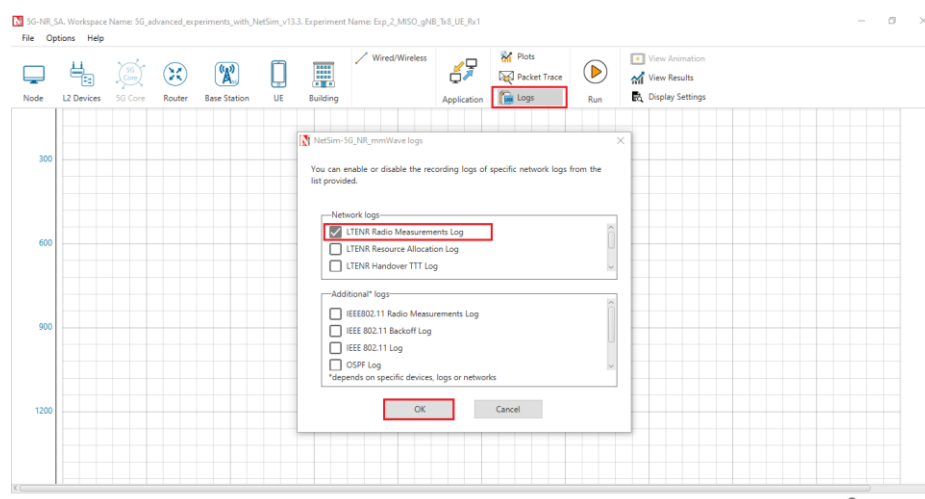 5G-NR_SA. Workspace Name: 5G_advanced_experiments_with_NetSim_v13.3. Experiment Name: Exp_2_MISO_gNB_Tx8_UE_Rx1
File Options Help
Node
L2 Devices
5G Core
5G Core
Router
Base Station
UE
Building
Wired/Wireless
Application
Plots
Packet Trace
Logs
Run
View Animation
View Results
Display Settings
300
600
900
1200
NetSim-5G_NR_mmWave logs
You can enable or disable the recording logs of specific network logs from the
list provided.
Network logs
LTENR Radio Measurements Log
LTENR Resource Allocation Log
LTENR Handover TTT Log
Additional* logs
IEEE802.11 Radio Measurements Log
IEEE 802.11 Backoff Log
IEEE 802.11 Log
OSPF Log
*depends on specific devices, logs or networks
OK
Cancel